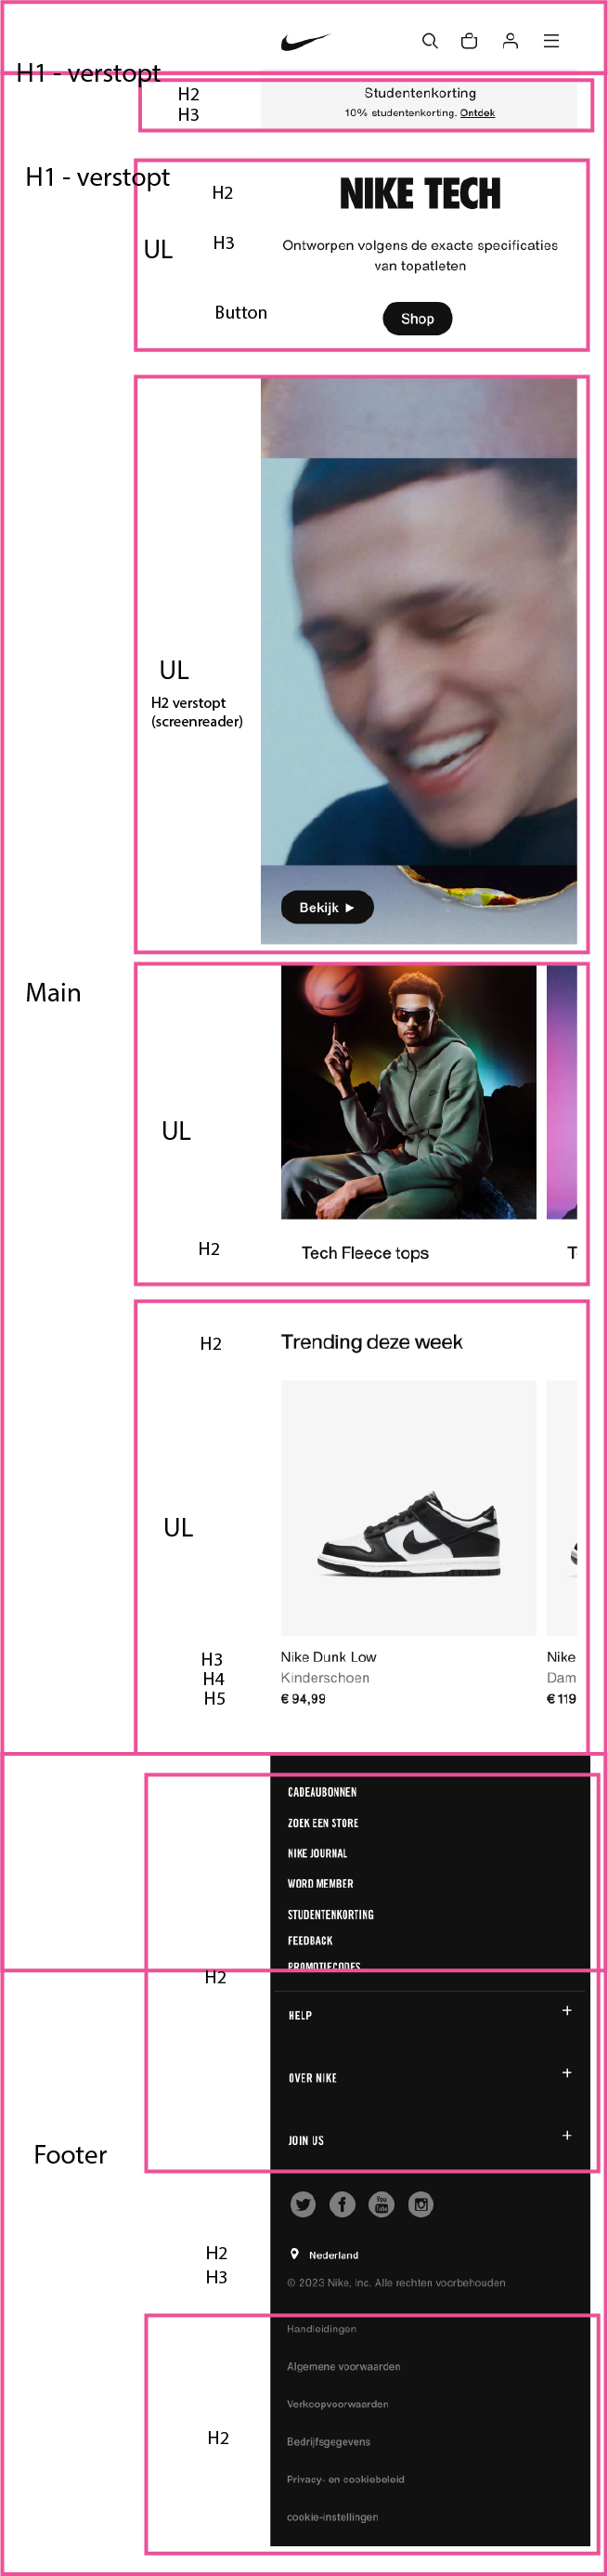 H1 - verstopt
H2
Studentenkorting
H3
10% studentenkorting. Ontdek
H1 - verstopt
H2
NIKE TECH
UL
H3
Ontworpen volgens de exacte specificaties
van topatleten
Button
Shop
UL
H2 verstopt
(screenreader)
Bekijk
Main
UL
H2
Tech Fleece tops
T
H2
Trending deze week
UL
H3
Nike Dunk Low
Nike
H4
Kinderschoen
Dam
H5
€ 94,99
€ 119
CADEAUBONNEN
ZOEK EEN STORE
NIKE JOURNAL
WORD MEMBER
STUDENTENKORTING
FEEDBACK
PROMOTIECODES
H2
HELP
OVER NIKE
Footer
JOIN US
You
Tube
H2
Nederland
H3
© 2023 Nike, Inc. Alle rechten voorbehouden
Handleidingen
Algemene voorwaarden
Verkoopvoorwaarden
H2
Bedrijfsgegevens
Privacy- en cookiebeleid
cookie-instellingen